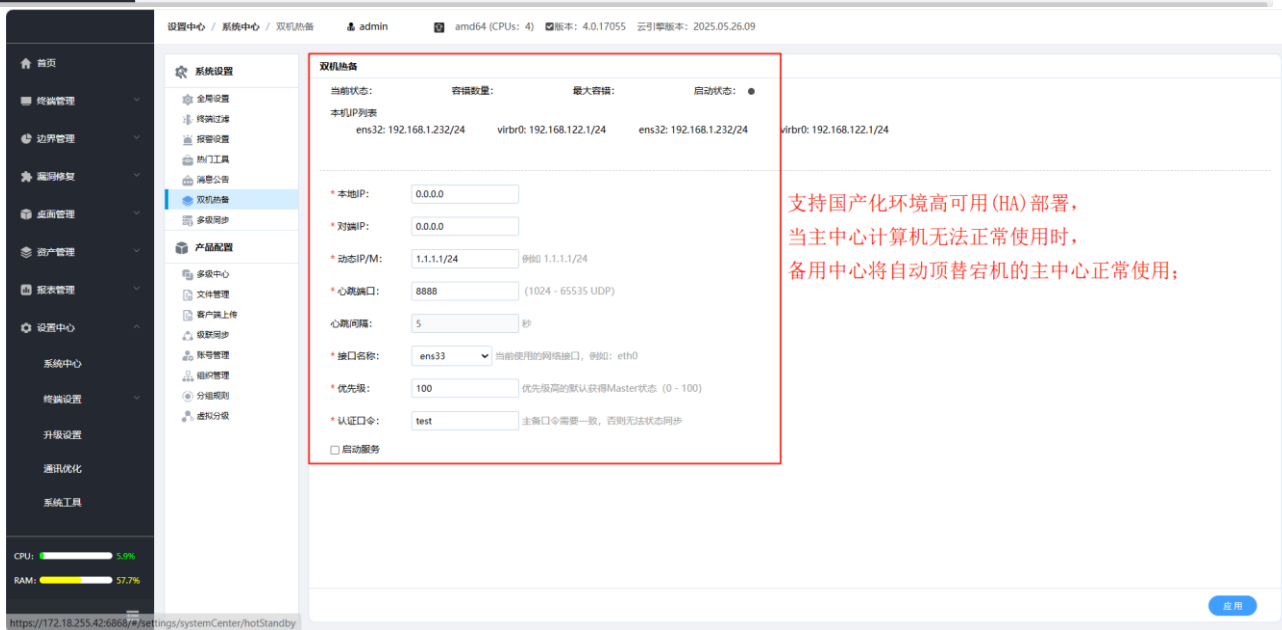 设置中心 / 系统中心 / 双机热备 admin amd64 (CPUs: 4) 版本: 4.0.17055 云引擎版本: 2025.05.26.09
首页
终端管理
边界管理
漏洞修复
桌面管理
资产管理
报表管理
设置中心
系统中心
终端设置
升级设置
通讯优化
系统工具
CPU: 5.9%
RAM: 57.7%
https://172.18.255.42:6868/#/settings/systemCenter/hotStandby
系统设置
全局设置
终端过滤
报警设置
热门工具
消息公告
双机热备
多级同步
产品配置
多级中心
文件管理
客户端上传
级联同步
账号管理
组织管理
分组规则
虚拟分级
双机热备
当前状态: 容错数量: 最大容错: 启动状态:
本机IP列表
ens32: 192.168.1.232/24 virbr0: 192.168.122.1/24 ens32: 192.168.1.232/24 virbr0: 192.168.122.1/24
* 本地IP: 0.0.0.0
* 对端IP: 0.0.0.0
* 动态IP/M: 1.1.1.1/24 例如 1.1.1.1/24
* 心跳端口: 8888 (1024 - 65535 UDP)
心跳间隔: 5 秒
* 接口名称: ens33 当前使用的网络接口，例如: eth0
* 优先级: 100 优先级高的默认获得Master状态 (0 - 100)
* 认证口令: test 主备口令需要一致，否则无法状态同步
启动服务
支持国产化环境高可用(HA)部署，
当主中心计算机无法正常使用时，
备用中心将自动顶替宕机的主中心正常使用；
应用